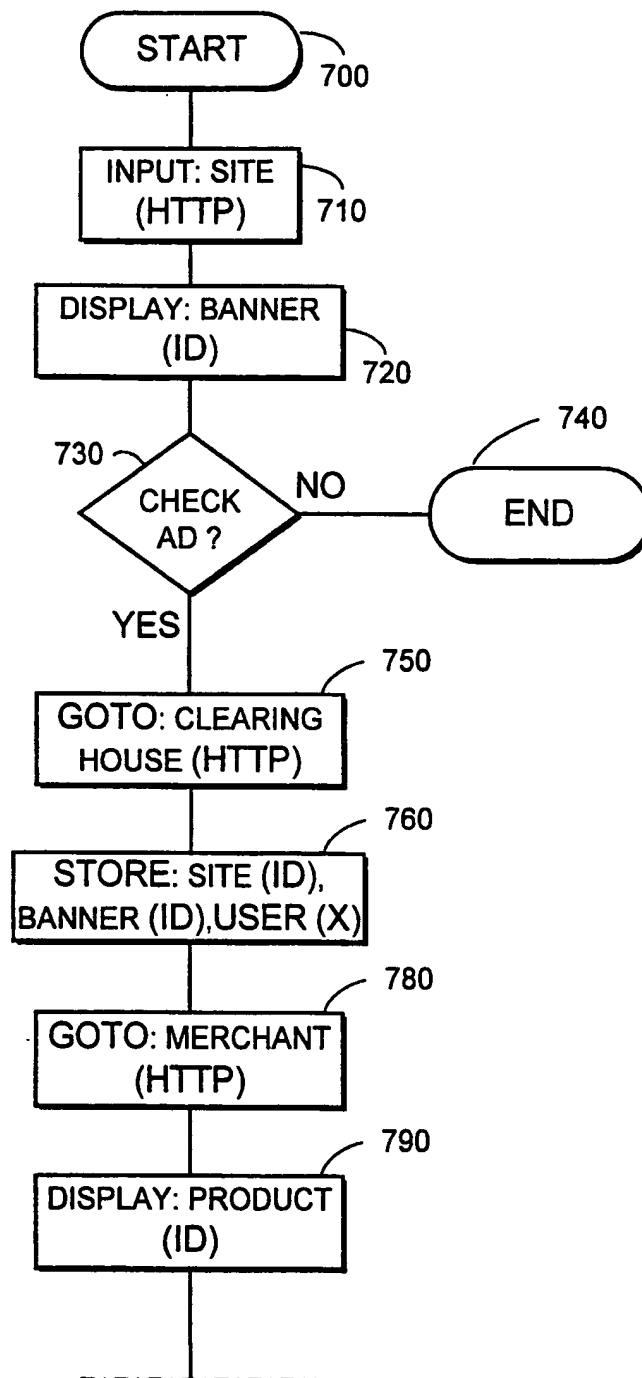 START
700
INPUT: SITE
(HTTP)
710
DISPLAY: BANNER
(ID)
720
730
CHECK
AD ?
NO
740
END
YES
750
GOTO: CLEARING
HOUSE (HTTP)
760
STORE: SITE (ID),
BANNER (ID),USER (X)
780
GOTO: MERCHANT
(HTTP)
790
DISPLAY: PRODUCT
(ID)